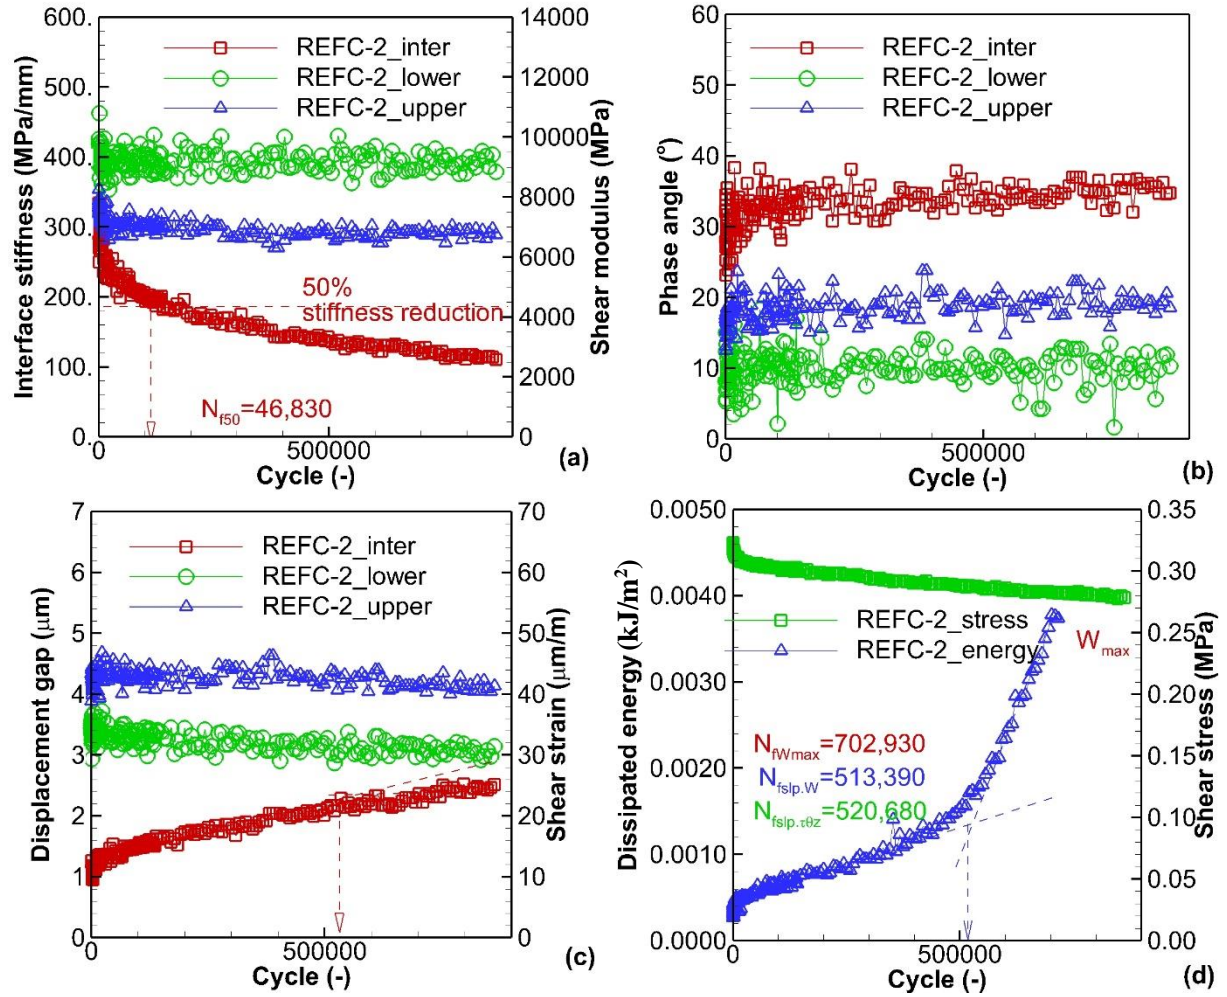 600.
500.
400.
300.
200.
100.
0.
14000
12000
10000
8000
6000
4000
2000
0
Interface stiffness (MPa/mm)
Shear modulus (MPa)
REFC-2_inter
REFC-2_lower
REFC-2_upper
50%
stiffness reduction
Nf50=46,830
0
500000
Cycle (-)
(a)
60
50
40
30
20
10
0
Phase angle (°)
REFC-2_inter
REFC-2_lower
REFC-2_upper
0
500000
Cycle (-)
(b)
7
6
5
4
3
2
1
0
70
60
50
40
30
20
10
0
Displacement gap (μm)
Shear strain (μm/m)
REFC-2_inter
REFC-2_lower
REFC-2_upper
0
500000
Cycle (-)
(c)
0.0050
0.0040
0.0030
0.0020
0.0010
0.0000
0.35
0.30
0.25
0.20
0.15
0.10
0.05
0.00
Dissipated energy (kJ/m²)
Shear stress (MPa)
REFC-2_stress
REFC-2_energy
Wmax
NfWmax=702,930
Nfslp.W=513,390
Nfslp.τθz=520,680
0
500000
Cycle (-)
(d)